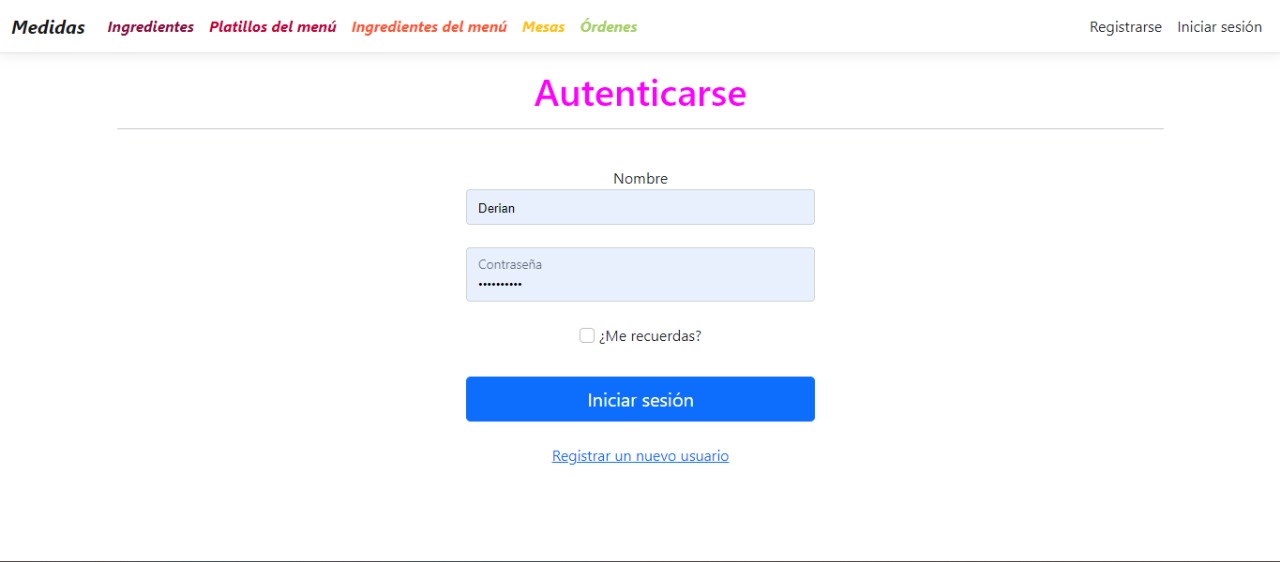 Medidas Ingredientes Platillos del menú Ingredientes del menú Mesas Órdenes Registrarse Iniciar sesión
Autenticarse
Nombre
Derian
Contraseña
••••••••••
¿Me recuerdas?
Iniciar sesión
Registrar un nuevo usuario